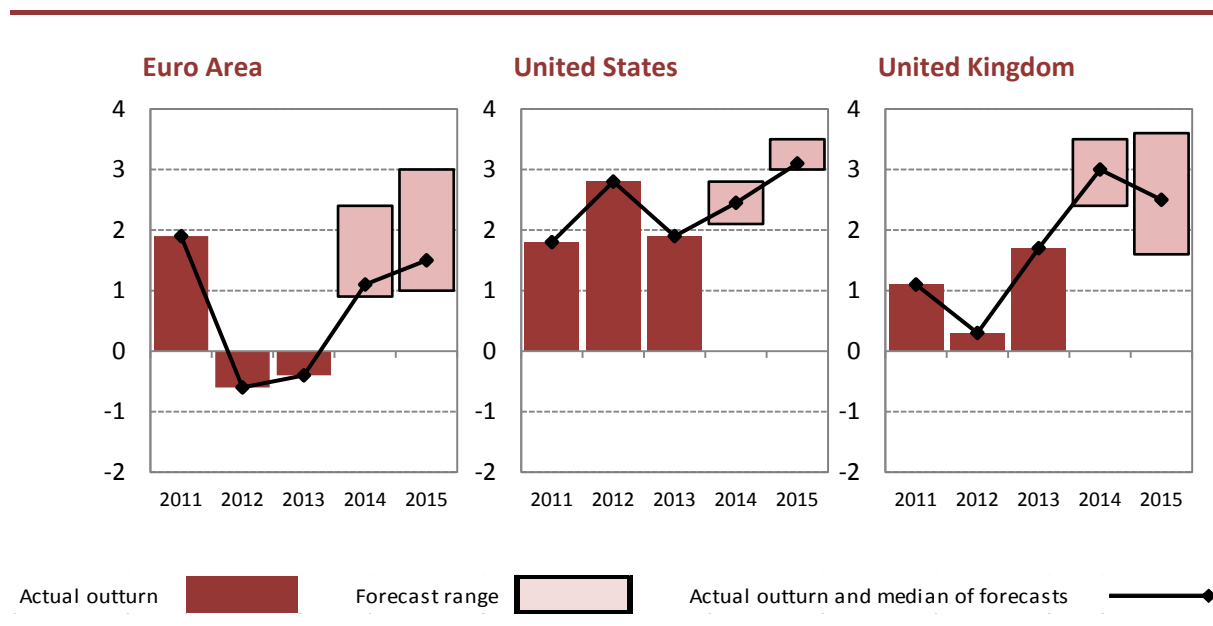 Euro Area
United States
United Kingdom
4
3
2
1
0
-1
-2
2011 2012 2013 2014 2015
4
3
2
1
0
-1
-2
2011 2012 2013 2014 2015
4
3
2
1
0
-1
-2
2011 2012 2013 2014 2015
Actual outturn
Forecast range
Actual outturn and median of forecasts